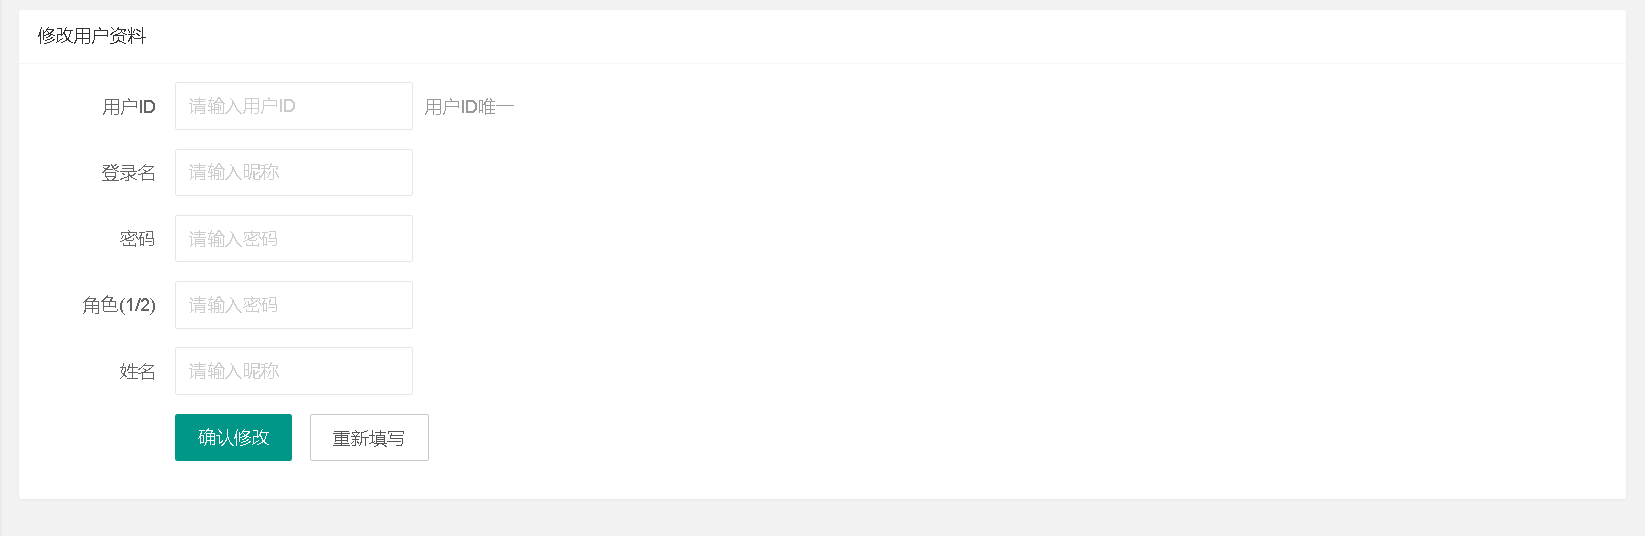 修改用户资料
用户ID 请输入用户ID 用户ID唯一
登录名 请输入昵称
密码 请输入密码
角色(1/2) 请输入密码
姓名 请输入昵称
确认修改 重新填写